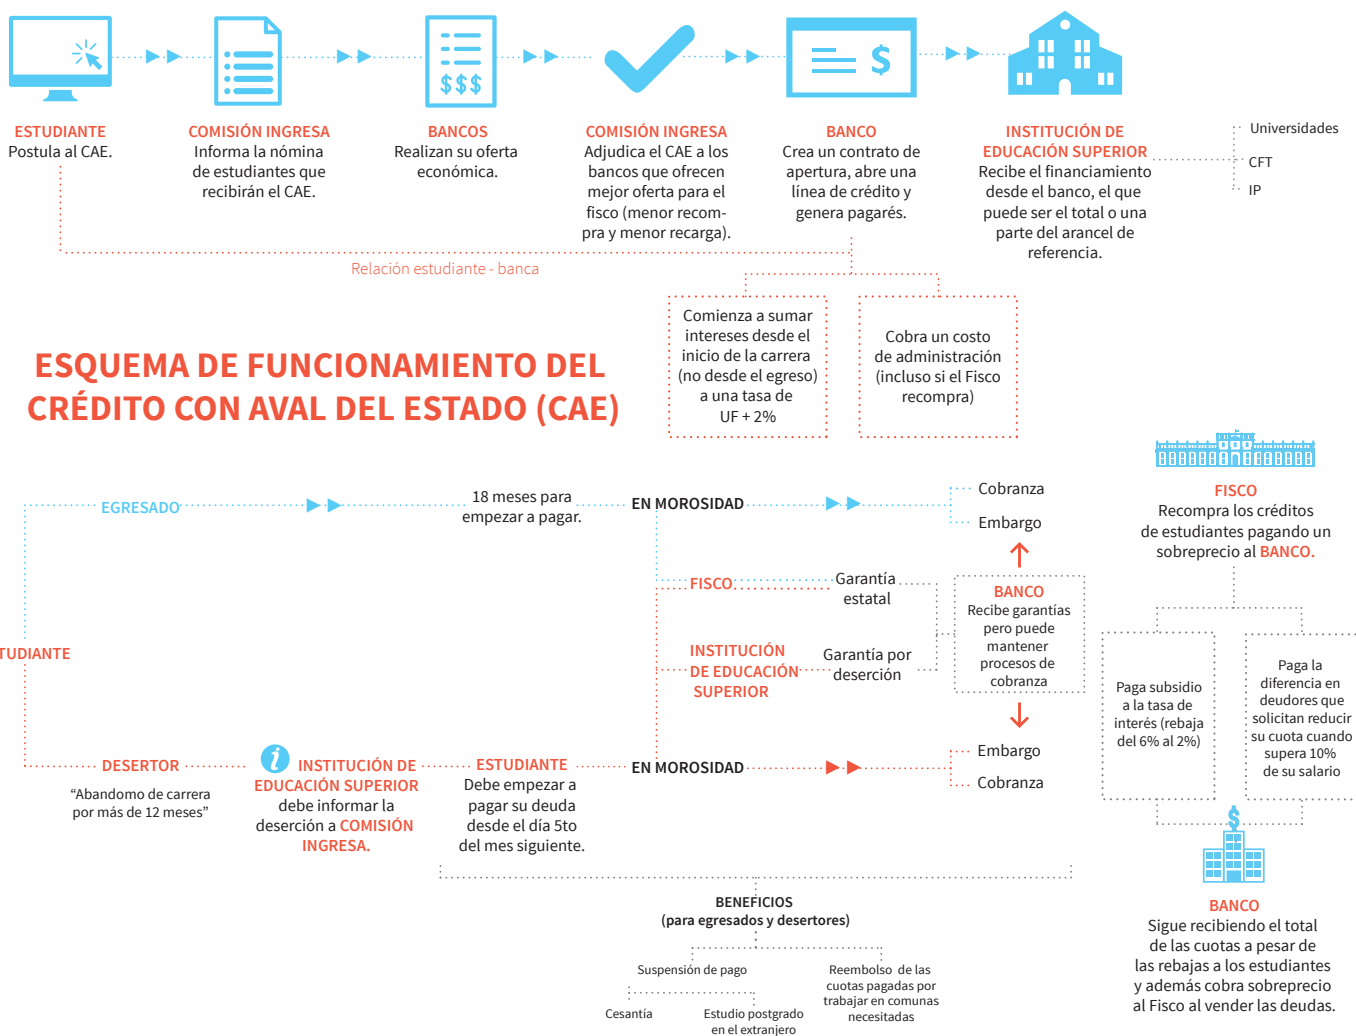 $$$
$
ESTUDIANTE
Postula al CAE.
COMISIÓN INGRESA
Informa la nómina
de estudiantes que
recibirán el CAE.
BANCOS
Realizan su oferta
económica.
COMISIÓN INGRESA
Adjudica el CAE a los
bancos que ofrecen
mejor oferta para el
fisco (menor recom-
pra y menor recarga).
BANCO
Crea un contrato de
apertura, abre una
línea de crédito y
genera pagarés.
INSTITUCIÓN DE
EDUCACIÓN SUPERIOR
Recibe el financiamiento
desde el banco, el que
puede ser el total o una
parte del arancel de
referencia.
Universidades
CFT
IP
Relación estudiante - banca
Comienza a sumar
intereses desde el
inicio de la carrera
(no desde el egreso)
a una tasa de
UF + 2%
Cobra un costo
de administración
(incluso si el Fisco
recompra)
ESQUEMA DE FUNCIONAMIENTO DEL
CRÉDITO CON AVAL DEL ESTADO (CAE)
TUDIANTE
EGRESADO
18 meses para
empezar a pagar.
EN MOROSIDAD
Cobranza
Embargo
FISCO
Garantía
estatal
INSTITUCIÓN
DE EDUCACIÓN
SUPERIOR
Garantía por
deserción
BANCO
Recibe garantías
pero puede
mantener
procesos de
cobranza
DESERTOR
“Abandomo de carrera
por más de 12 meses”
i
INSTITUCIÓN DE
EDUCACIÓN SUPERIOR
debe informar la
deserción a COMISIÓN
INGRESA.
ESTUDIANTE
Debe empezar a
pagar su deuda
desde el día 5to
del mes siguiente.
EN MOROSIDAD
Embargo
Cobranza
FISCO
Recompra los créditos
de estudiantes pagando un
sobreprecio al BANCO.
Paga subsidio
a la tasa de
interés (rebaja
del 6% al 2%)
Paga la
diferencia en
deudores que
solicitan reducir
su cuota cuando
supera 10%
de su salario
$
BANCO
Sigue recibiendo el total
de las cuotas a pesar de
las rebajas a los estudiantes
y además cobra sobreprecio
al Fisco al vender las deudas.
BENEFICIOS
(para egresados y desertores)
Suspensión de pago
Cesantía
Estudio postgrado
en el extranjero
Reembolso de las
cuotas pagadas por
trabajar en comunas
necesitadas